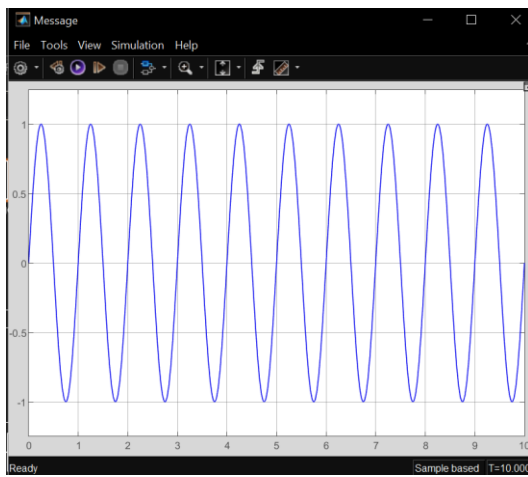 Message
File Tools View Simulation Help
1
0.5
0
-0.5
-1
0 1 2 3 4 5 6 7 8 9 10
Ready Sample based T=10.000